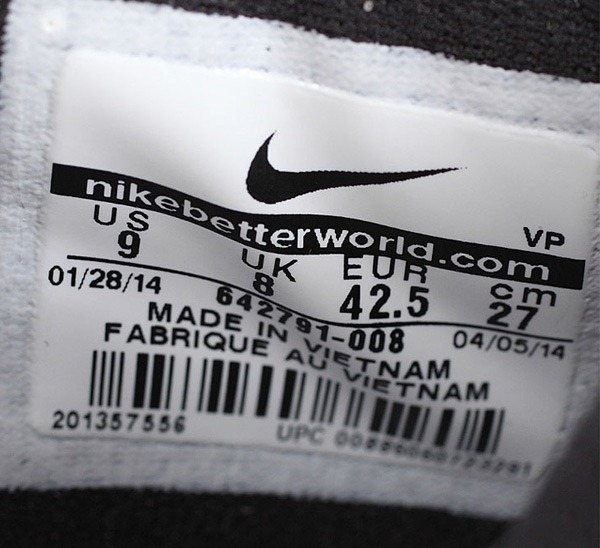 nikebetterworld.com
VP
US UK EUR cm
9 8 42.5 27
01/28/14 642791-008 04/05/14
MADE IN VIETNAM
FABRIQUE AU VIETNAM
201357556 UPC